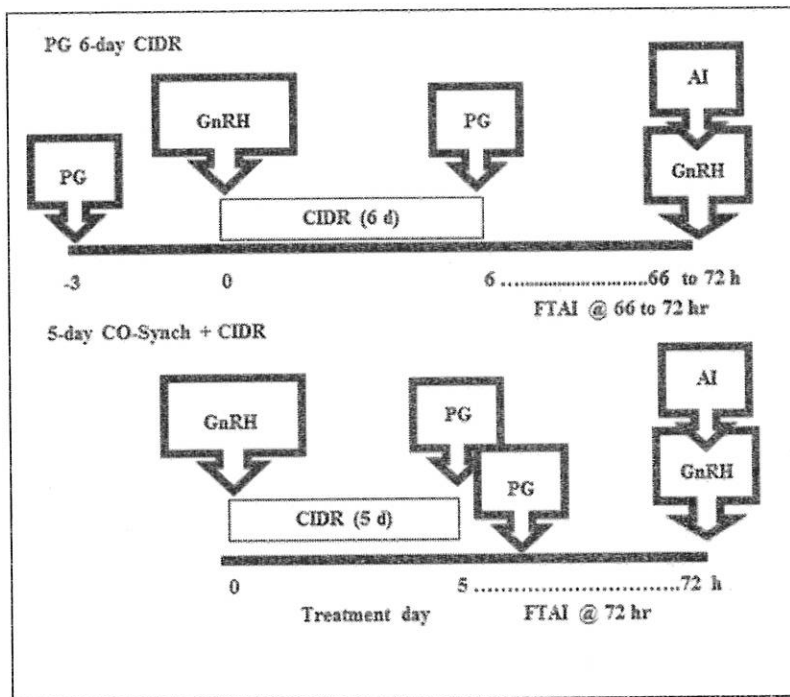 PG 6-day CIDR
AI
GnRH
PG
GnRH
PG
CIDR (6 d)
-3 0 6 ............................66 to 72 h
FTAI @ 66 to 72 hr
5-day CO-Synch + CIDR
AI
GnRH
PG
GnRH
PG
CIDR (5 d)
0 5 ..............................72 h
Treatment day FTAI @ 72 hr